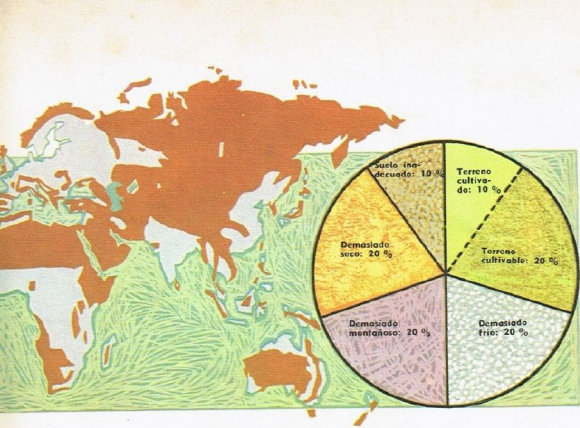 Suelo ina-
decuado: 10 %
Terreno
cultiva-
do: 10 %
Demasiado
seco: 20 %
Terreno
cultivable: 20 %
Demasiado
montañoso: 20 %
Demasiado
frío: 20 %